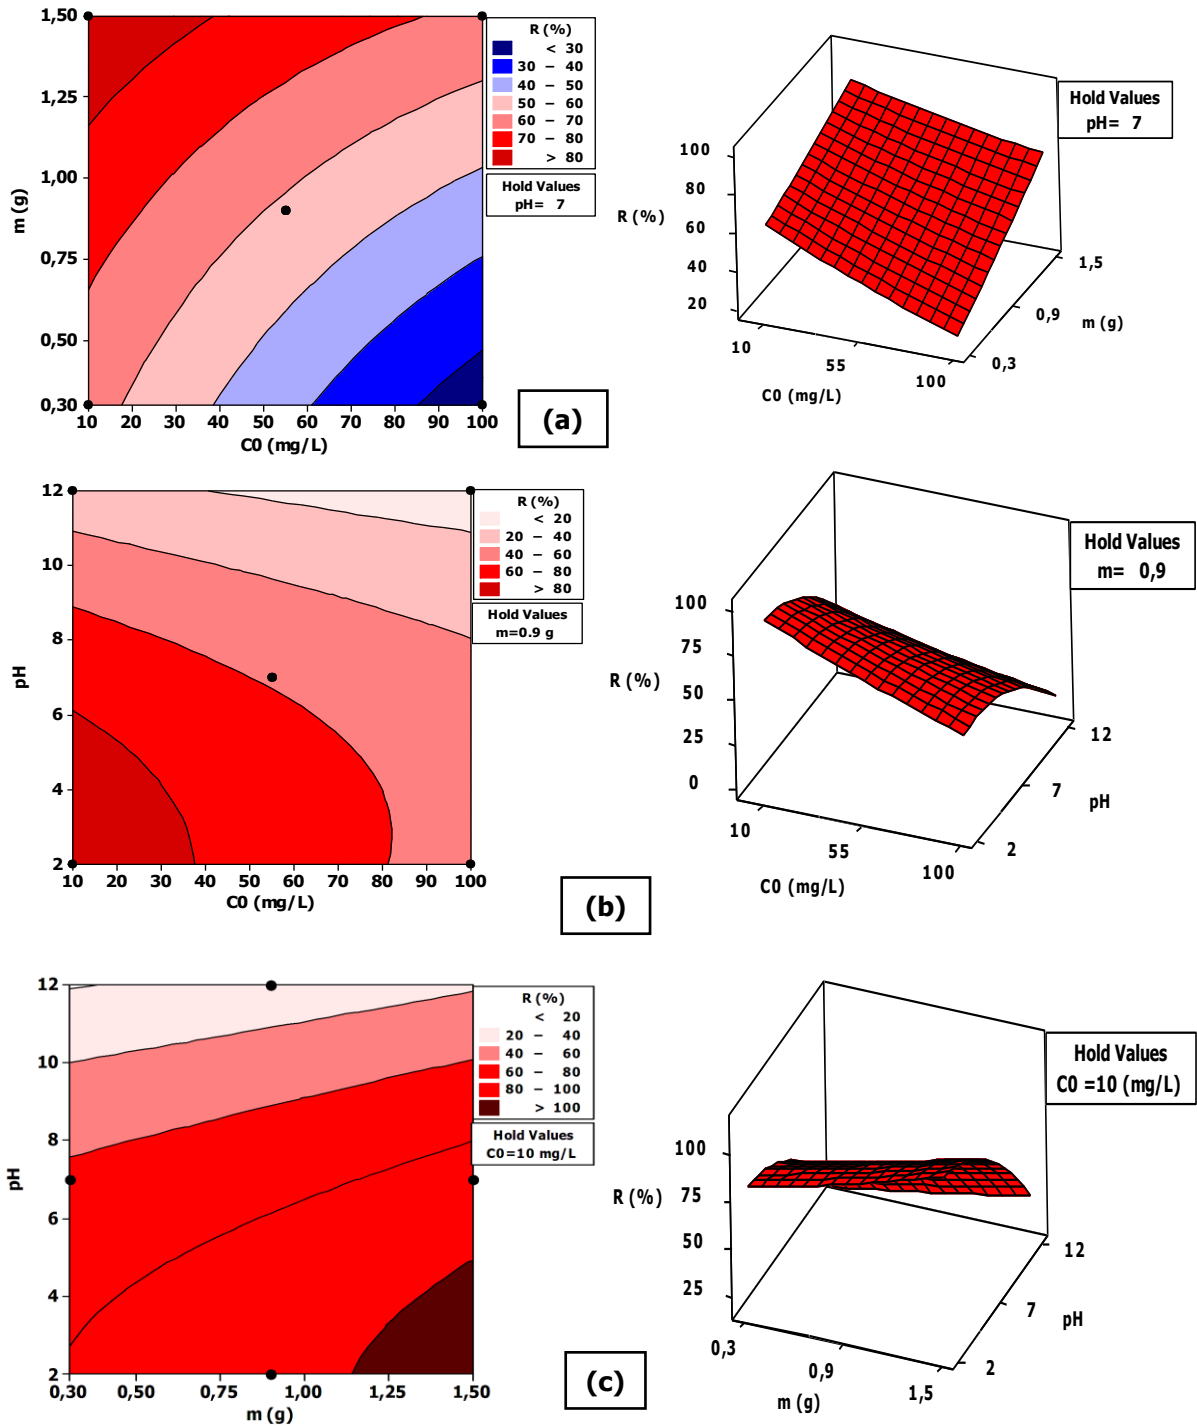 1,50
1,25
1,00
0,75
0,50
0,30
m (g)
10 20 30 40 50 60 70 80 90 100
C0 (mg/L)
R (%)
< 30
30 – 40
40 – 50
50 – 60
60 – 70
70 – 80
> 80
Hold Values
pH= 7
(a)
Hold Values
pH= 7
100
80
60
40
20
R (%)
10
55
100
C0 (mg/L)
1,5
0,9
0,3
m (g)
12
10
8
6
4
2
pH
10 20 30 40 50 60 70 80 90 100
C0 (mg/L)
R (%)
< 20
20 – 40
40 – 60
60 – 80
> 80
Hold Values
m=0.9 g
(b)
Hold Values
m= 0,9
100
75
50
25
0
R (%)
10
55
100
C0 (mg/L)
12
7
2
pH
12
10
8
6
4
2
pH
0,30 0,50 0,75 1,00 1,25 1,50
m (g)
R (%)
< 20
20 – 40
40 – 60
60 – 80
80 – 100
> 100
Hold Values
C0=10 mg/L
(c)
Hold Values
C0 =10 (mg/L)
100
75
50
25
R (%)
0,3
0,9
1,5
m (g)
12
7
2
pH